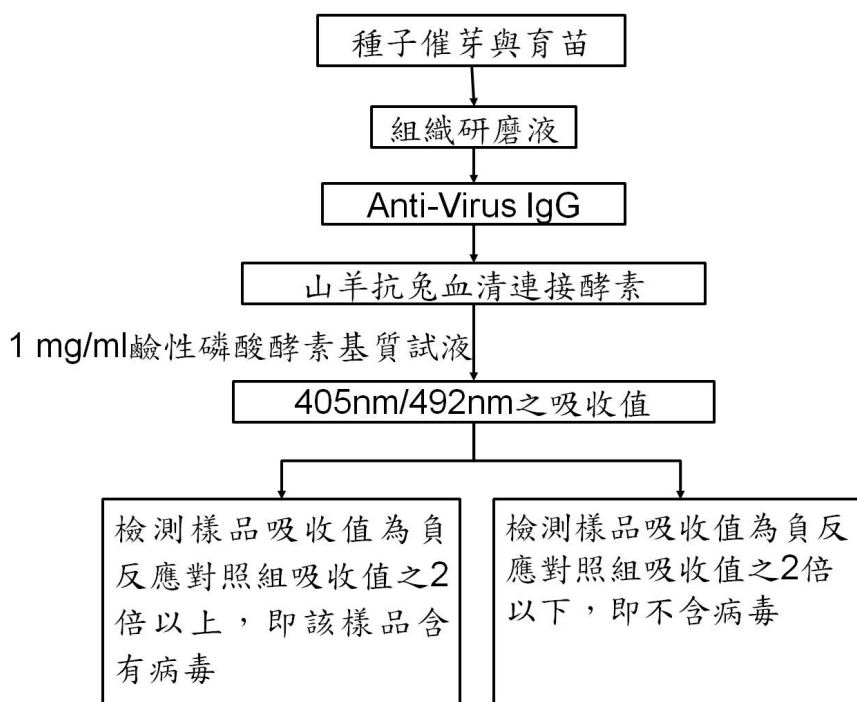 種子催芽與育苗
組織研磨液
Anti-Virus IgG
山羊抗兔血清連接酵素
1 mg/ml鹼性磷酸酵素基質試液
405nm/492nm之吸收值
檢測樣品吸收值為負
反應對照組吸收值之2
倍以上，即該樣品含
有病毒
檢測樣品吸收值為負反
應對照組吸收值之2倍
以下，即不含病毒